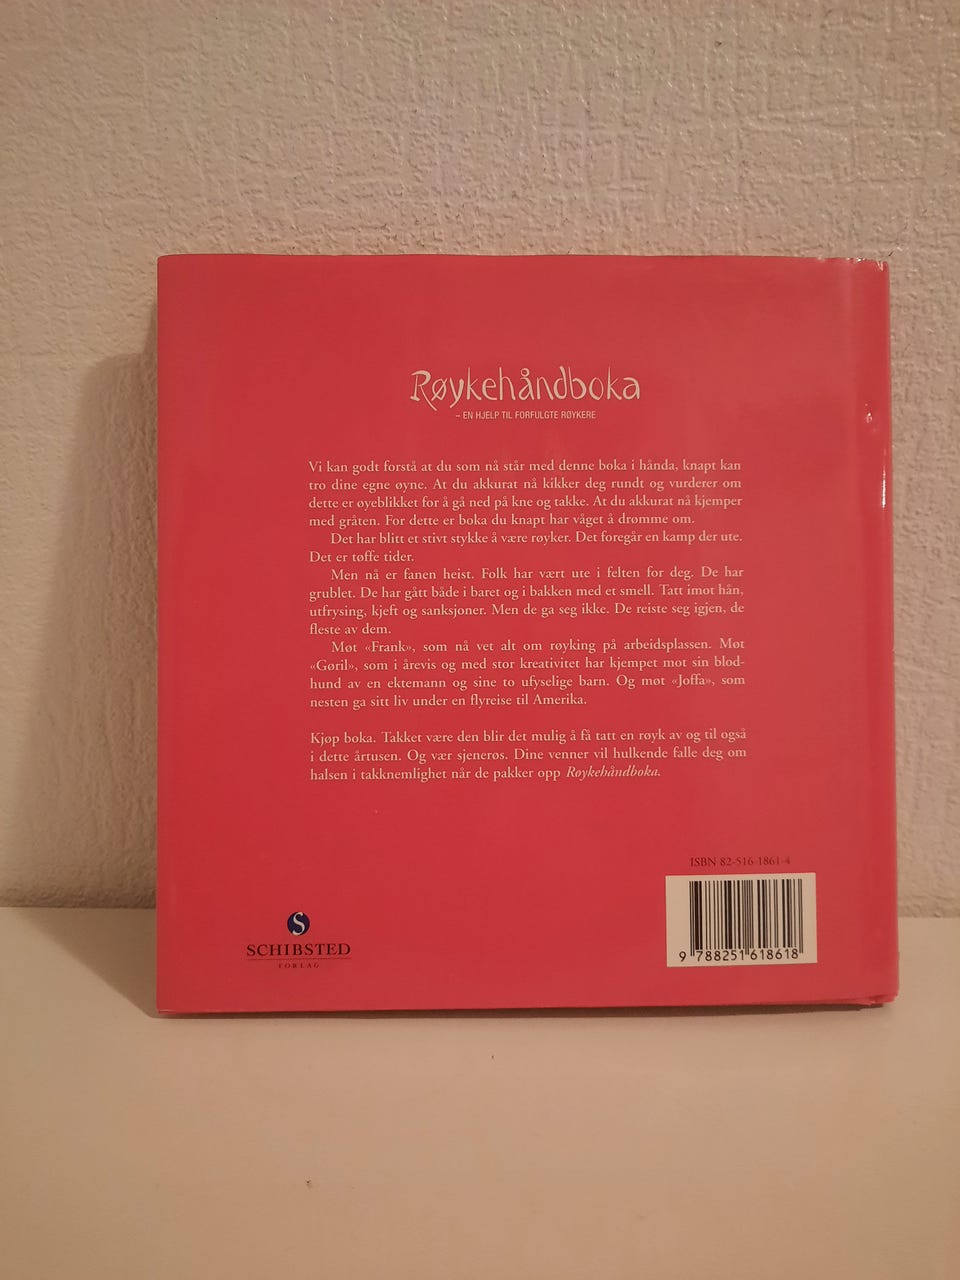 Røykehåndboka
– EN HJELP TIL FORFULGTE RØYKERE
Vi kan godt forstå at du som nå står med denne boka i hånda, knapt kan
tro dine egne øyne. At du akkurat nå kikker deg rundt og vurderer om
dette er øyeblikket for å gå ned på kne og takke. At du akkurat nå kjemper
med gråten. For dette er boka du knapt har våget å drømme om.
Det har blitt et stivt stykke å være røyker. Det foregår en kamp der ute.
Det er tøffe tider.
Men nå er fanen heist. Folk har vært ute i felten for deg. De har
grublet. De har gått både i baret og i bakken med et smell. Tatt imot hån,
utfrysing, kjeft og sanksjoner. Men de ga seg ikke. De reiste seg igjen, de
fleste av dem.
Møt «Frank», som nå vet alt om røyking på arbeidsplassen. Møt
«Gøril», som i årevis og med stor kreativitet har kjempet mot sin blod-
hund av en ektemann og sine to ufyselige barn. Og møt «Joffa», som
nesten ga sitt liv under en flyreise til Amerika.
Kjøp boka. Takket være den blir det mulig å få tatt en røyk av og til også
i dette årtusen. Og vær sjenerøs. Dine venner vil hulkende falle deg om
halsen i takknemlighet når de pakker opp Røykehåndboka.
ISBN 82-516-1861-4
9 788251 618618
S
SCHIBSTED
FORLAG